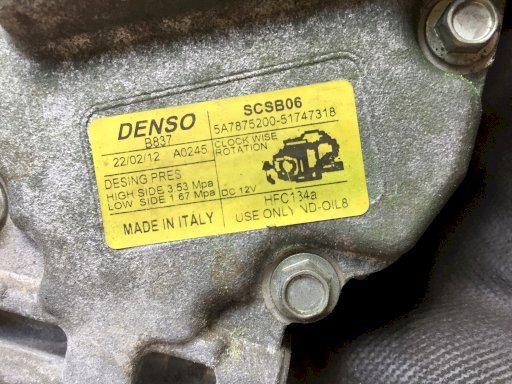 DENSO
B837
22/02/12 A0245
DESING PRES
HIGH SIDE 3 53 Mpa
LOW SIDE 1 67 Mpa
MADE IN ITALY
SCSB06
5A7875200-51747318
CLOCK WISE
ROTATION
DC 12V
HFC134a
USE ONLY ND-OIL8